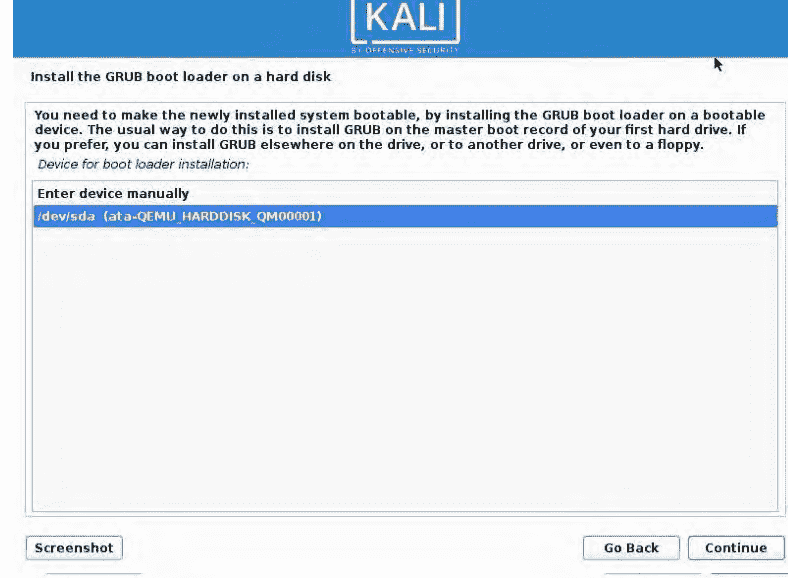 KALI
BY OFFENSIVE SECURITY
Install the GRUB boot loader on a hard disk
You need to make the newly installed system bootable, by installing the GRUB boot loader on a bootable
device. The usual way to do this is to install GRUB on the master boot record of your first hard drive. If
you prefer, you can install GRUB elsewhere on the drive, or to another drive, or even to a floppy.
Device for boot loader installation:
Enter device manually
/dev/sda (ata-QEMU_HARDDISK_QM00001)
Screenshot
Go Back
Continue